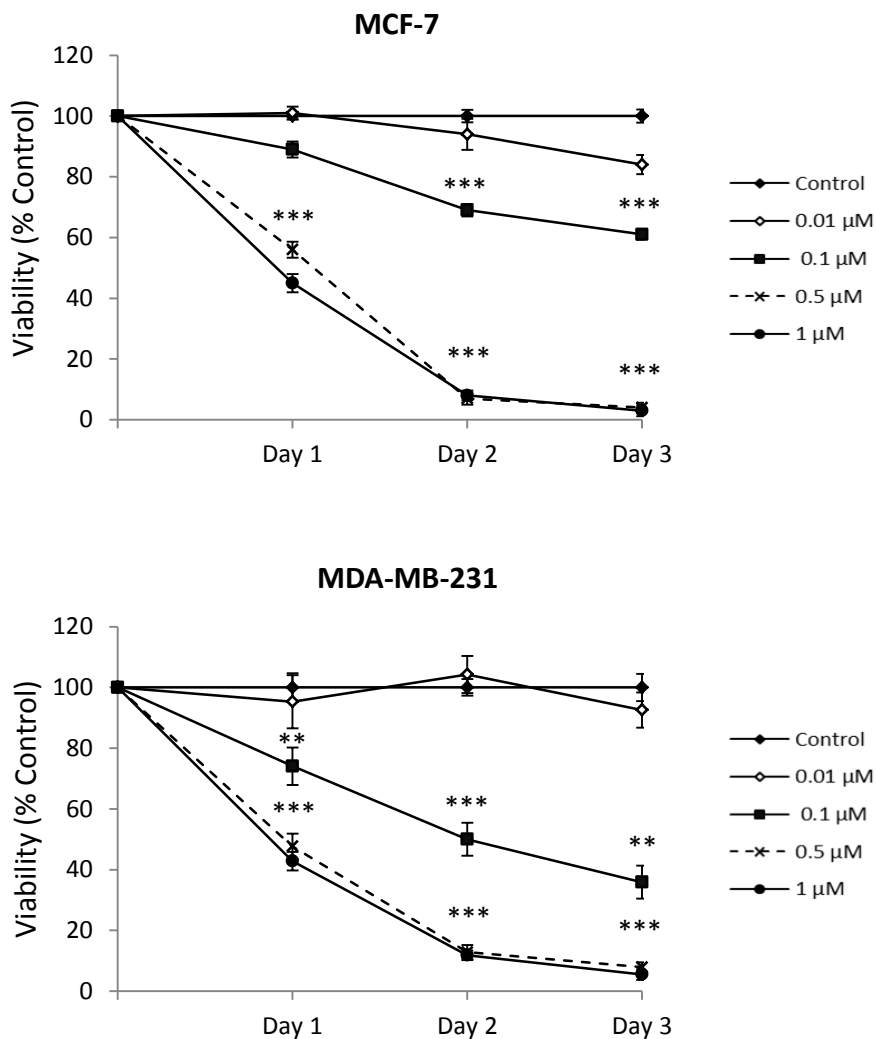 MCF-7
120
100
80
60
40
20
0
Viability (% Control)
***
***
***
***
***
Day 1
Day 2
Day 3
Control
0.01 µM
0.1 µM
0.5 µM
1 µM
MDA-MB-231
120
100
80
60
40
20
0
Viability (% Control)
**
***
***
**
***
***
Day 1
Day 2
Day 3
Control
0.01 µM
0.1 µM
0.5 µM
1 µM